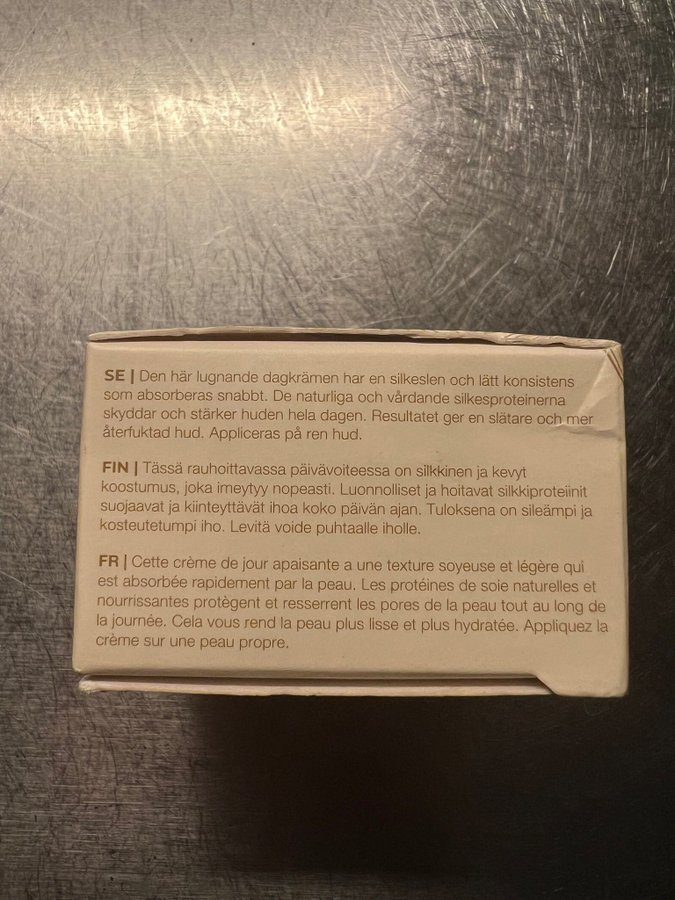 SE | Den här lugnande dagkrämen har en silkeslen och lätt konsistens
som absorberas snabbt. De naturliga och vårdande silkesproteinerna
skyddar och stärker huden hela dagen. Resultatet ger en slätare och mer
återfuktad hud. Appliceras på ren hud.
FIN | Tässä rauhoittavassa päivävoiteessa on silkkinen ja kevyt
koostumus, joka imeytyy nopeasti. Luonnolliset ja hoitavat silkkiproteiinit
suojaavat ja kiinteyttävät ihoa koko päivän ajan. Tuloksena on sileämpi ja
kosteutetumpi iho. Levitä voide puhtaalle iholle.
FR | Cette crème de jour apaisante a une texture soyeuse et légère qui
est absorbée rapidement par la peau. Les protéines de soie naturelles et
nourrissantes protègent et resserrent les pores de la peau tout au long de
la journée. Cela vous rend la peau plus lisse et plus hydratée. Appliquez la
crème sur une peau propre.